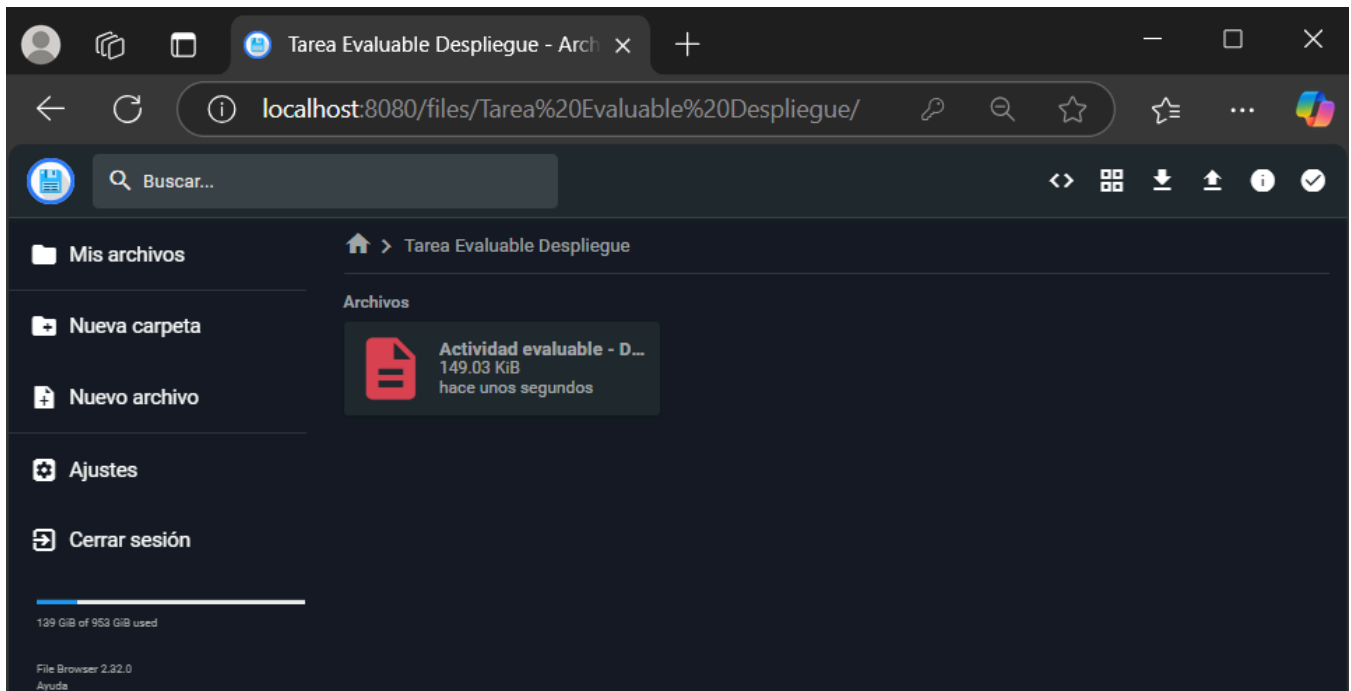 Tarea Evaluable Despliegue - Arch
localhost:8080/files/Tarea%20Evaluable%20Despliegue/
Buscar...
Mis archivos
Nueva carpeta
Nuevo archivo
Ajustes
Cerrar sesión
139 GiB of 953 GiB used
File Browser 2.32.0
Ayuda
Tarea Evaluable Despliegue
Archivos
Actividad evaluable - D...
149.03 KiB
hace unos segundos